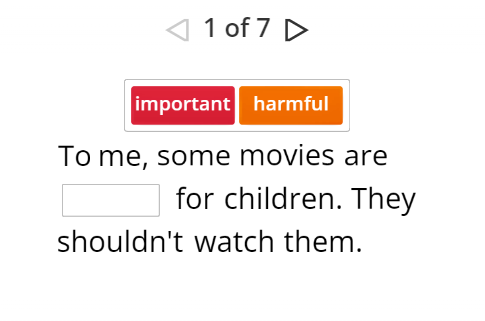 1 of 7
important harmful
To me, some movies are
for children. They
shouldn't watch them.